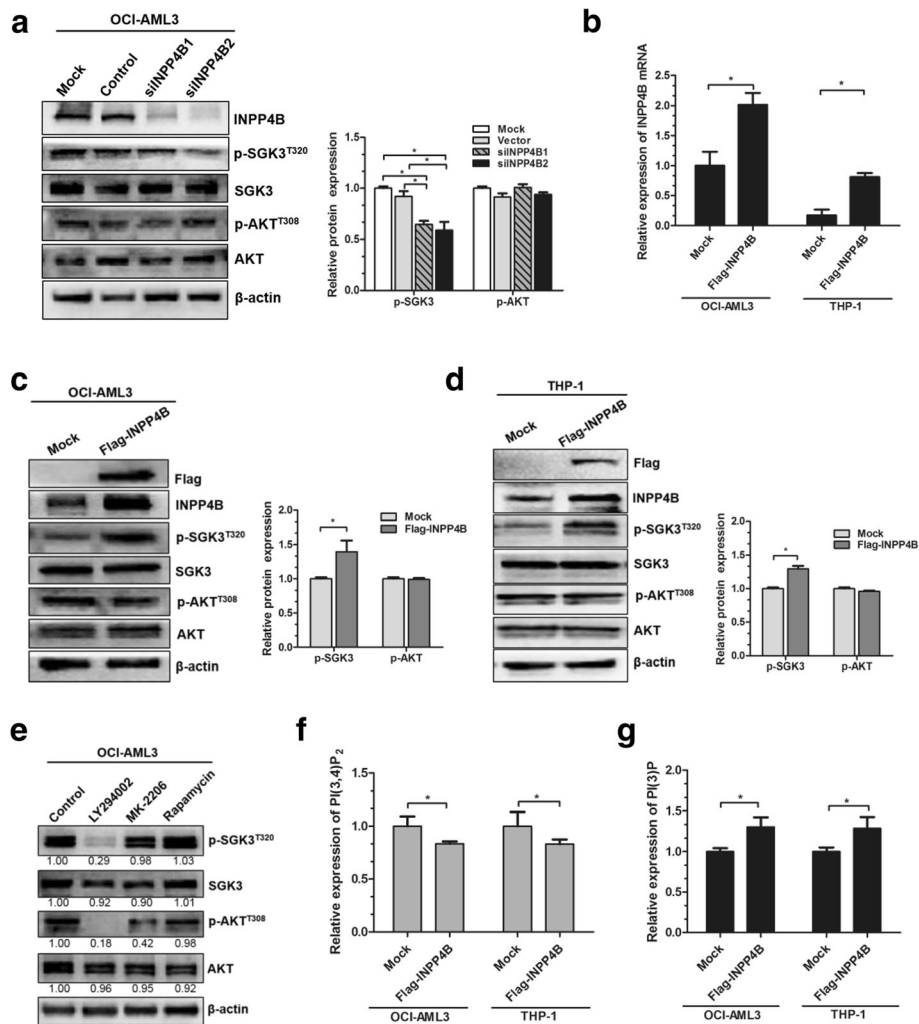 a
OCI-AML3
Mock Control siINPP4B1 siINPP4B2
INPP4B
p-SGK3T320
SGK3
p-AKTT308
AKT
β-actin
Relative protein expression
1.5
1.0
0.5
0.0
Mock
Vector
siINPP4B1
siINPP4B2
* * * *
p-SGK3 p-AKT
b
Relative expression of INPP4B mRNA
2.5
2.0
1.5
1.0
0.5
0.0
* *
Mock Flag-INPP4B Mock Flag-INPP4B
OCI-AML3 THP-1
c
OCI-AML3
Mock Flag-INPP4B
Flag
INPP4B
p-SGK3T320
SGK3
p-AKTT308
AKT
β-actin
Relative protein expression
2.0
1.5
1.0
0.5
0.0
Mock
Flag-INPP4B
*
p-SGK3 p-AKT
d
THP-1
Mock Flag-INPP4B
Flag
INPP4B
p-SGK3T320
SGK3
p-AKTT308
AKT
β-actin
Relative protein expression
2.0
1.5
1.0
0.5
0.0
Mock
Flag-INPP4B
*
p-SGK3 p-AKT
e
OCI-AML3
Control LY294002 MK-2206 Rapamycin
p-SGK3T320
1.00 0.29 0.98 1.03
SGK3
1.00 0.92 0.90 1.01
p-AKTT308
1.00 0.18 0.42 0.98
AKT
1.00 0.96 0.95 0.92
β-actin
f
Relative expression of PI(3,4)P2
1.5
1.0
0.5
0.0
* *
Mock Flag-INPP4B Mock Flag-INPP4B
OCI-AML3 THP-1
g
Relative expression of PI(3)P
2.0
1.5
1.0
0.5
0.0
* *
Mock Flag-INPP4B Mock Flag-INPP4B
OCI-AML3 THP-1